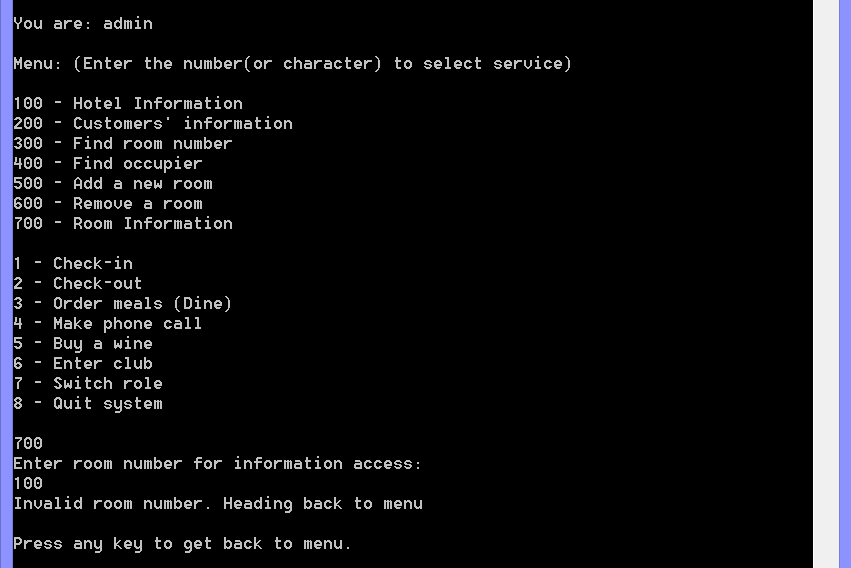 You are: admin
Menu: (Enter the number(or character) to select service)
100 - Hotel Information
200 - Customers' information
300 - Find room number
400 - Find occupier
500 - Add a new room
600 - Remove a room
700 - Room Information
1 - Check-in
2 - Check-out
3 - Order meals (Dine)
4 - Make phone call
5 - Buy a wine
6 - Enter club
7 - Switch role
8 - Quit system
700
Enter room number for information access:
100
Invalid room number. Heading back to menu
Press any key to get back to menu.